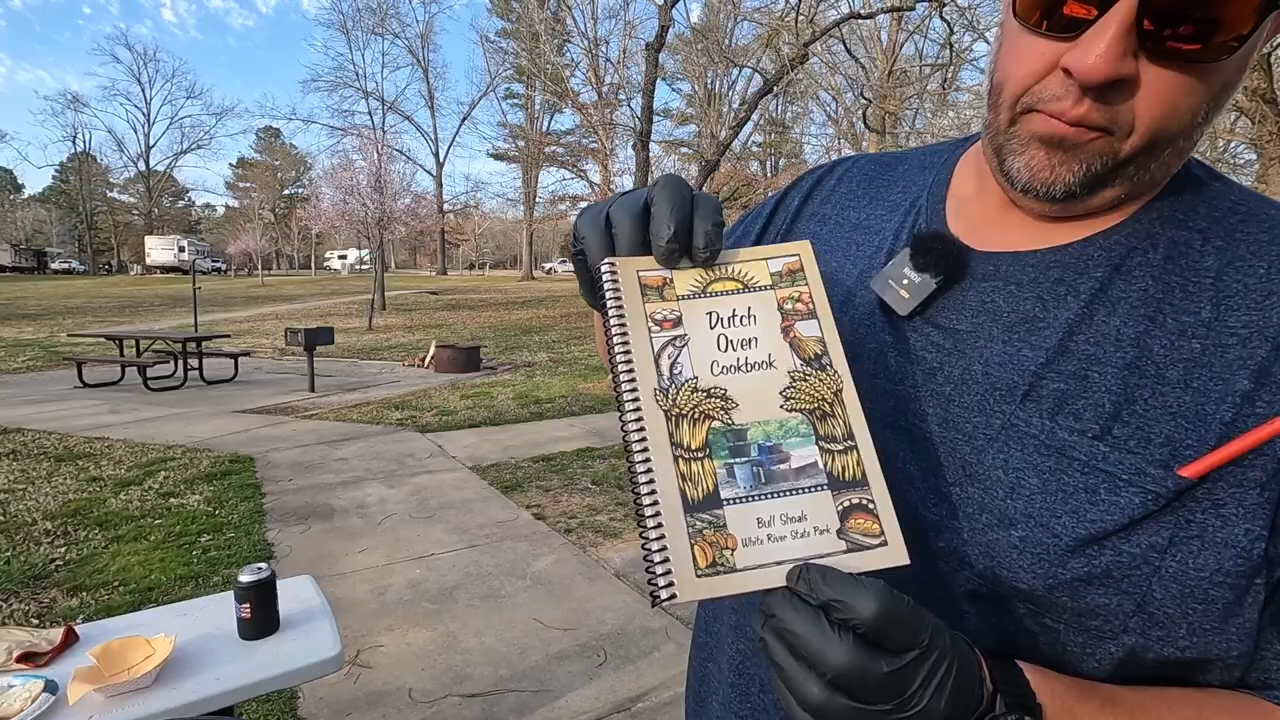 Dutch
Oven
Cookbook
Bull Shoals
White River State Park
RODE